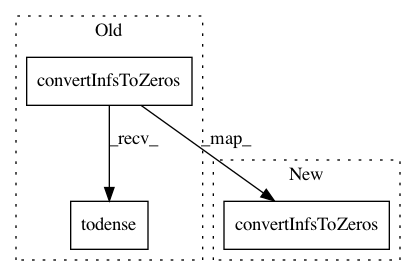 Old
convertInfsToZeros
_recv_
_map_
New
todense
convertInfsToZeros